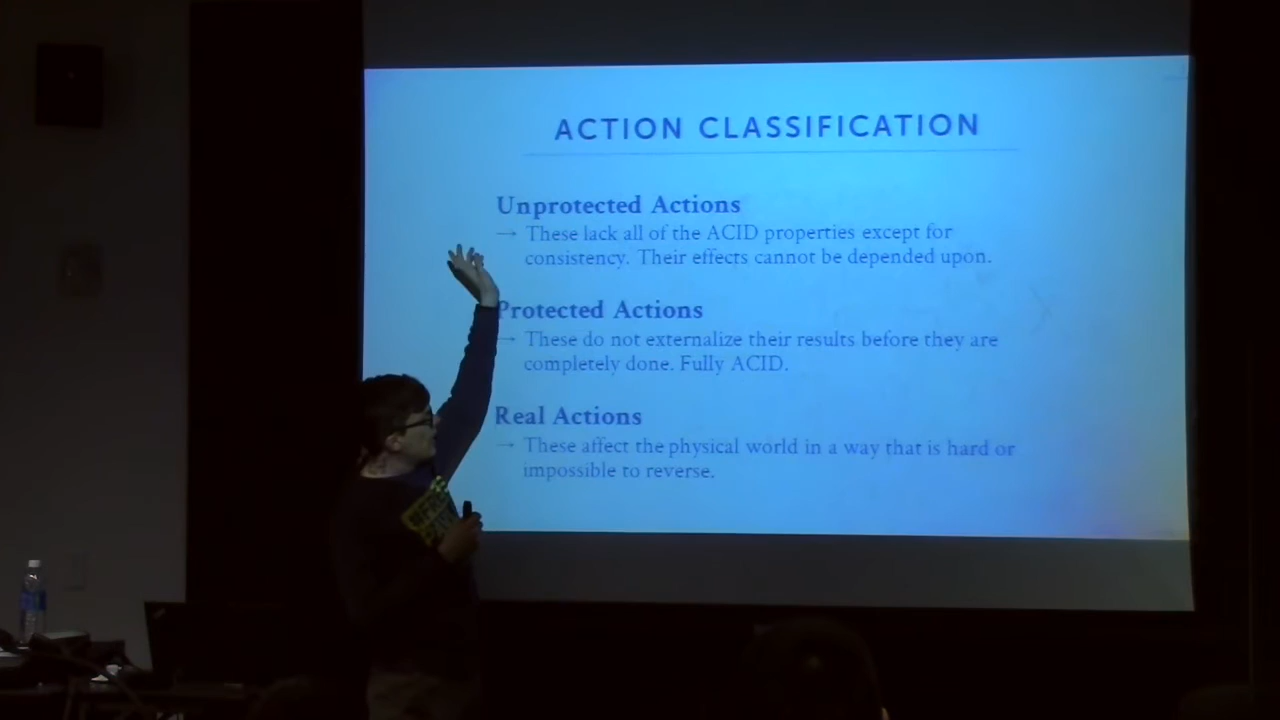 ACTION CLASSIFICATION
Unprotected Actions
→ These lack all of the ACID properties except for
consistency. Their effects cannot be depended upon.
Protected Actions
→ These do not externalize their results before they are
completely done. Fully ACID.
Real Actions
→ These affect the physical world in a way that is hard or
impossible to reverse.